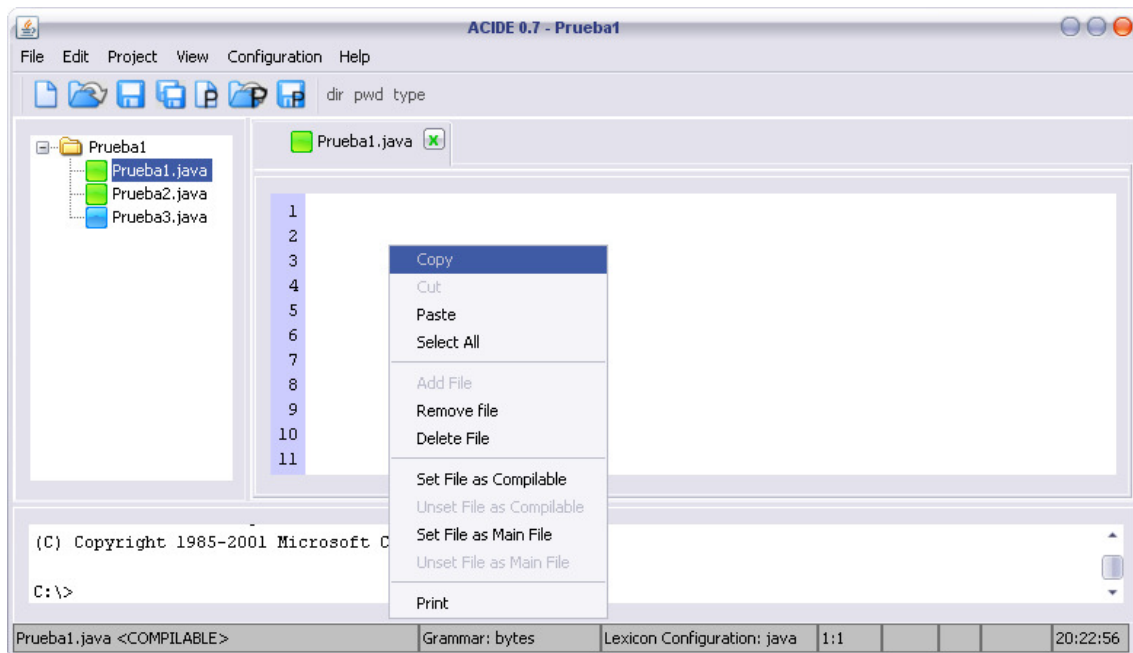 ACIDE 0.7 - Prueba1
File Edit Project View Configuration Help
P P P dir pwd type
Prueba1
Prueba1.java
Prueba2.java
Prueba3.java
Prueba1.java
1
2
3
4
5
6
7
8
9
10
11
Copy
Cut
Paste
Select All
Add File
Remove file
Delete File
Set File as Compilable
Unset File as Compilable
Set File as Main File
Unset File as Main File
Print
(C) Copyright 1985-2001 Microsoft C
C:\>
Prueba1.java <COMPILABLE> Grammar: bytes Lexicon Configuration: java 1:1 20:22:56